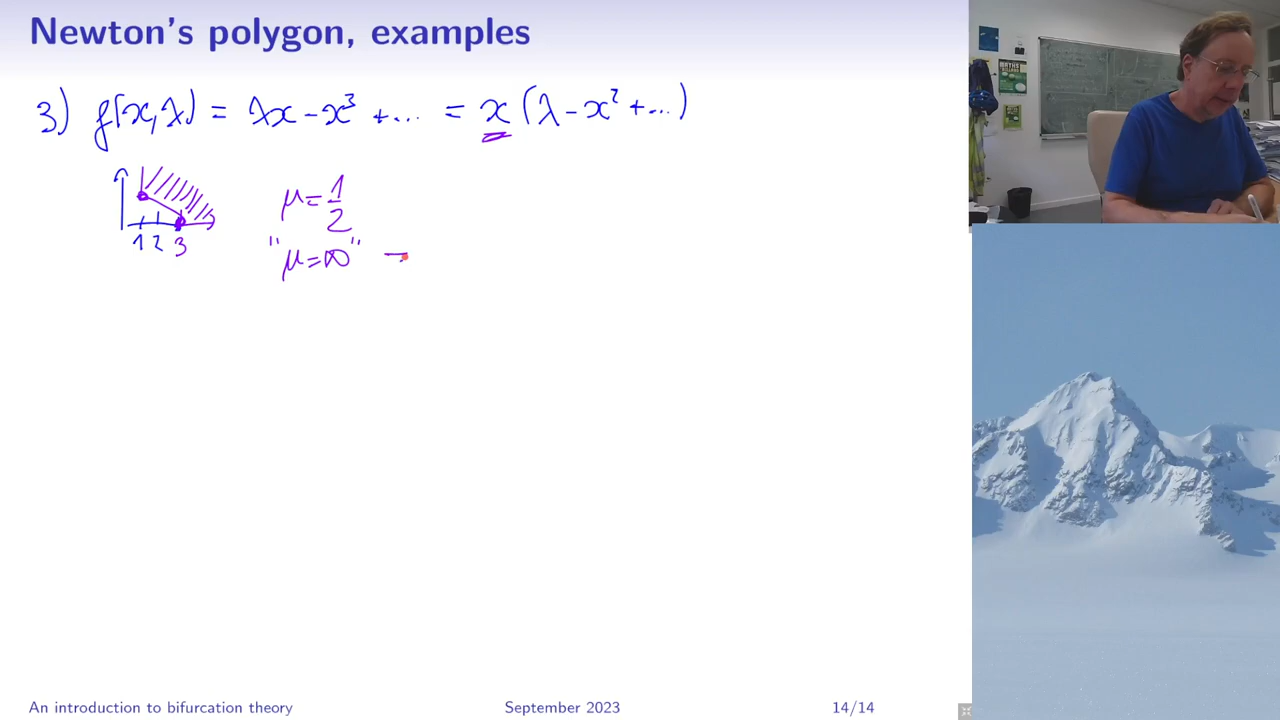 Newton's polygon, examples
3) f(x,λ) = λx - x³ + ... = x (λ - x² + ...)
1 2 3
μ = 1/2
"μ = ∞"
An introduction to bifurcation theory September 2023 14/14